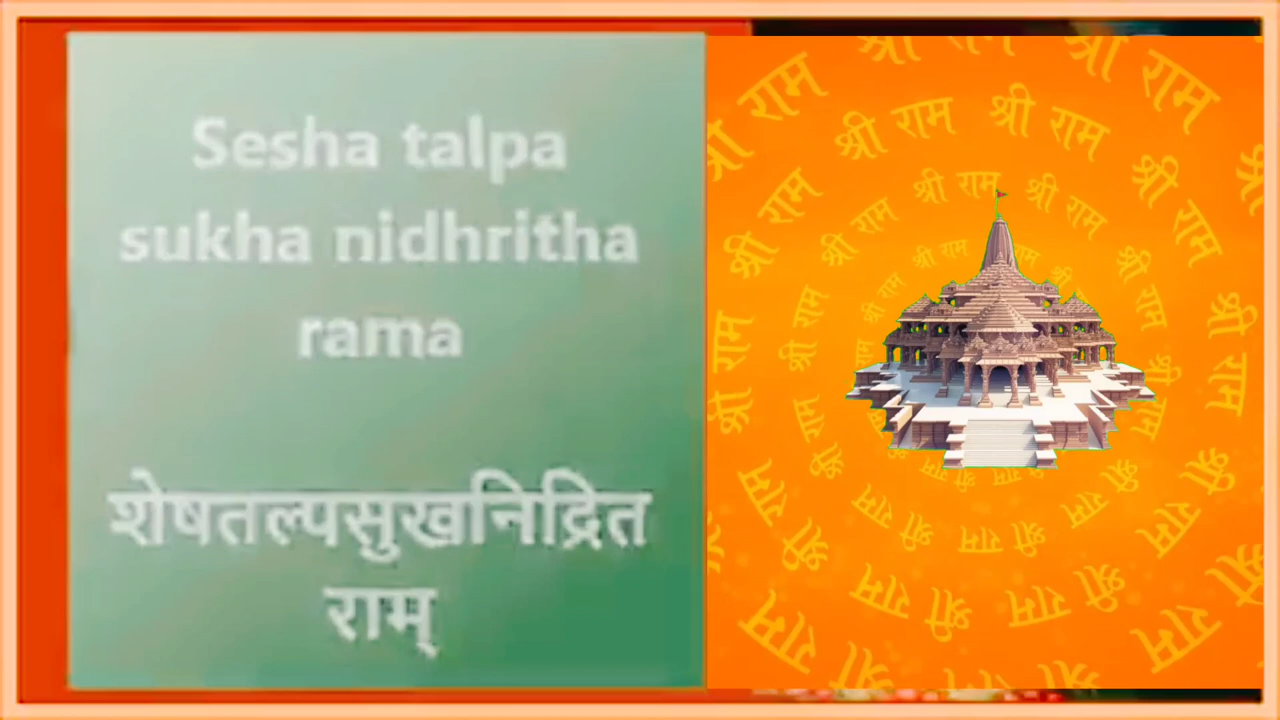 Sesha talpa
sukha nidhritha
rama
शेषतल्पसुखनिद्रित
राम्
श्री राम श्री राम
श्री राम श्री राम श्री राम
श्री राम श्री राम
श्री राम